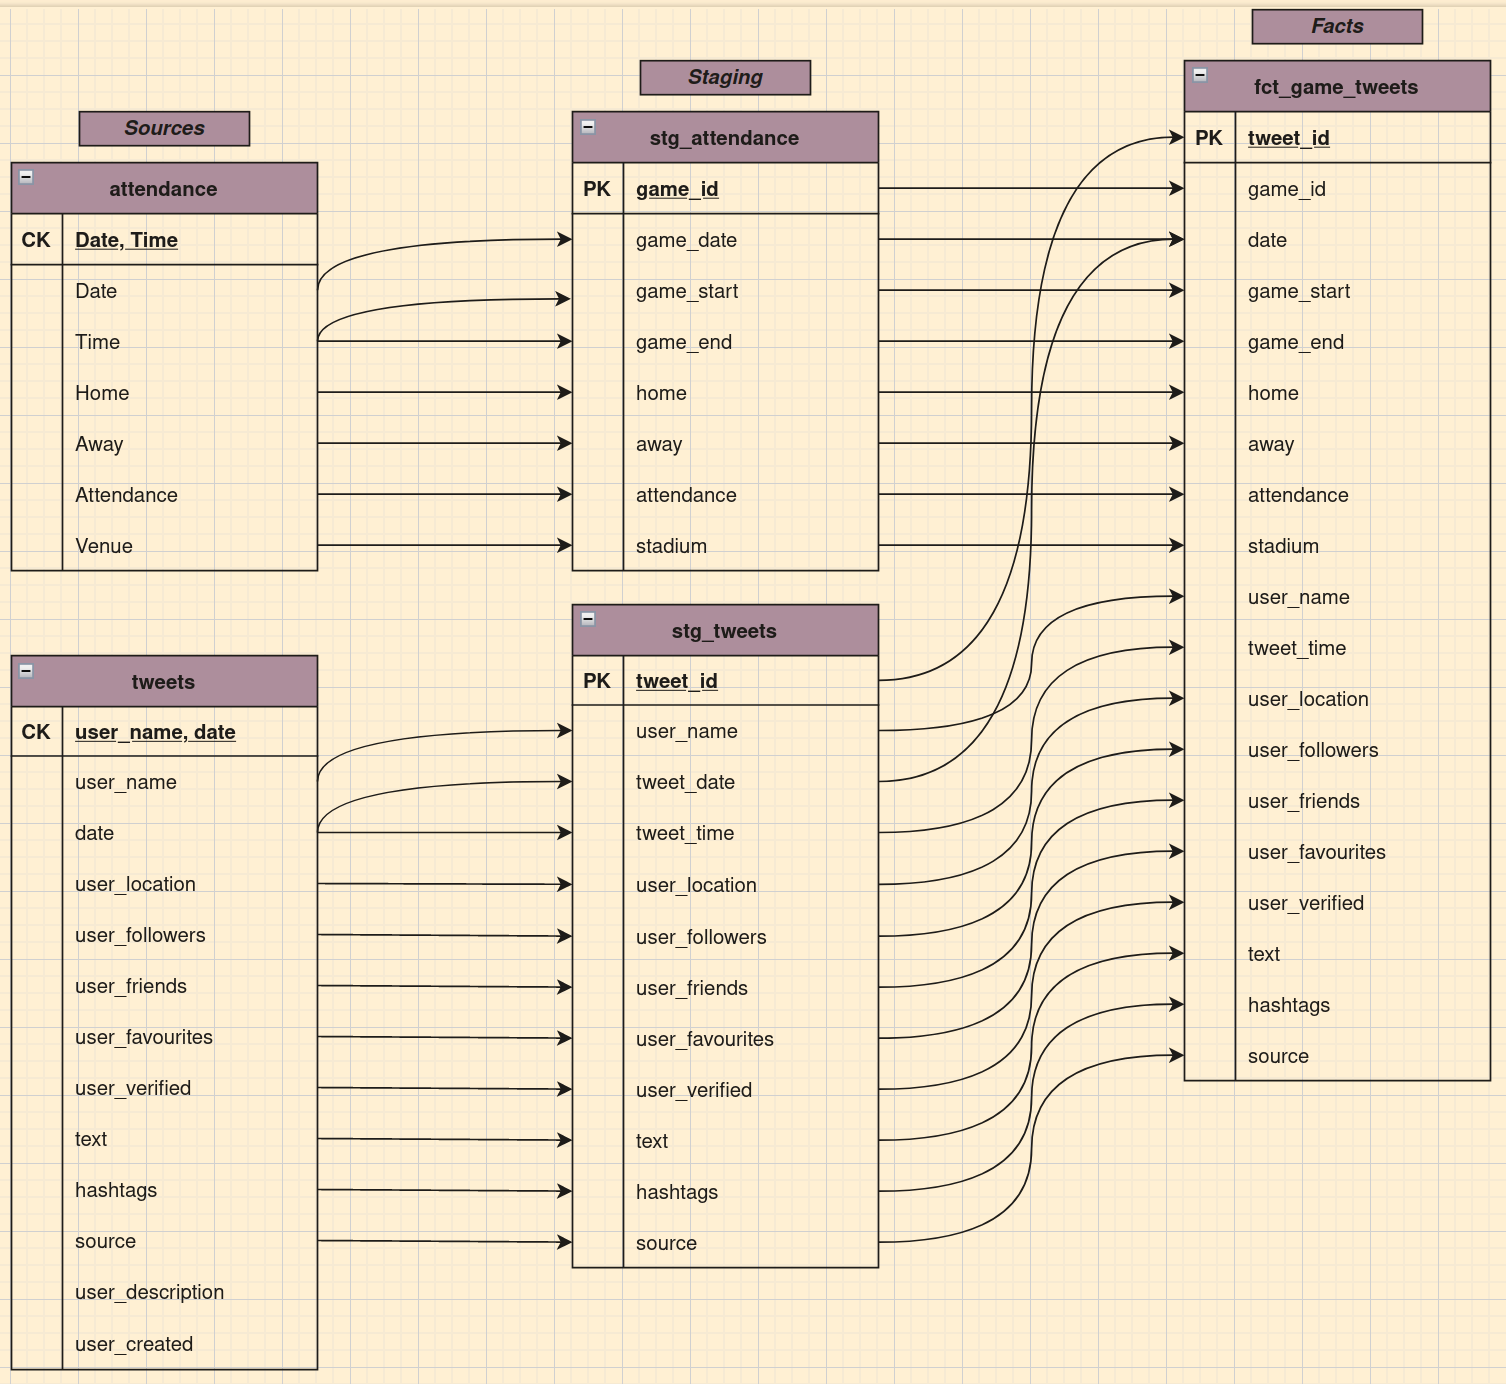 Sources
attendance
CK Date, Time
Date
Time
Home
Away
Attendance
Venue
tweets
CK user_name, date
user_name
date
user_location
user_followers
user_friends
user_favourites
user_verified
text
hashtags
source
user_description
user_created
Staging
stg_attendance
PK game_id
game_date
game_start
game_end
home
away
attendance
stadium
stg_tweets
PK tweet_id
user_name
tweet_date
tweet_time
user_location
user_followers
user_friends
user_favourites
user_verified
text
hashtags
source
Facts
fct_game_tweets
PK tweet_id
game_id
date
game_start
game_end
home
away
attendance
stadium
user_name
tweet_time
user_location
user_followers
user_friends
user_favourites
user_verified
text
hashtags
source